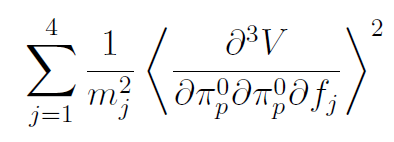 \sum_{j=1}^{4} \frac{1}{m_j^2} \left\langle \frac{\partial^3 V}{\partial \pi_p^0 \partial \pi_p^0 \partial f_j} \right\rangle^2